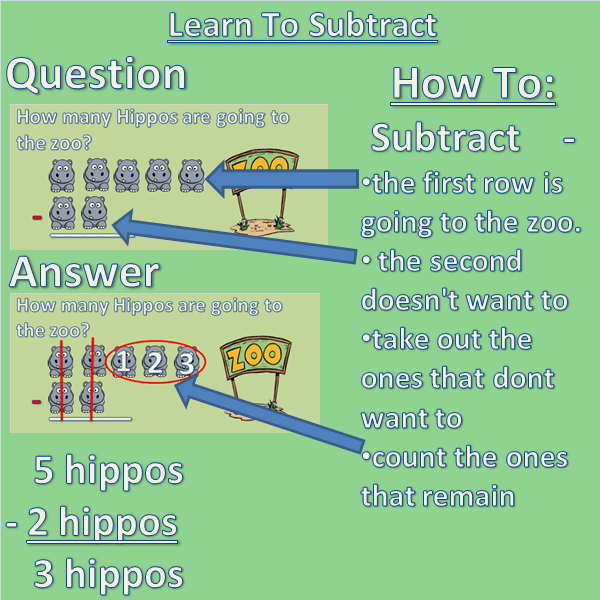 Learn To Subtract
Question
How many Hippos are going to
the zoo?
ZOO
-
Answer
How many Hippos are going to
the zoo?
1 2 3
ZOO
-
5 hippos
- 2 hippos
3 hippos
How To:
Subtract -
•the first row is
going to the zoo.
• the second
doesn't want to
•take out the
ones that dont
want to
•count the ones
that remain